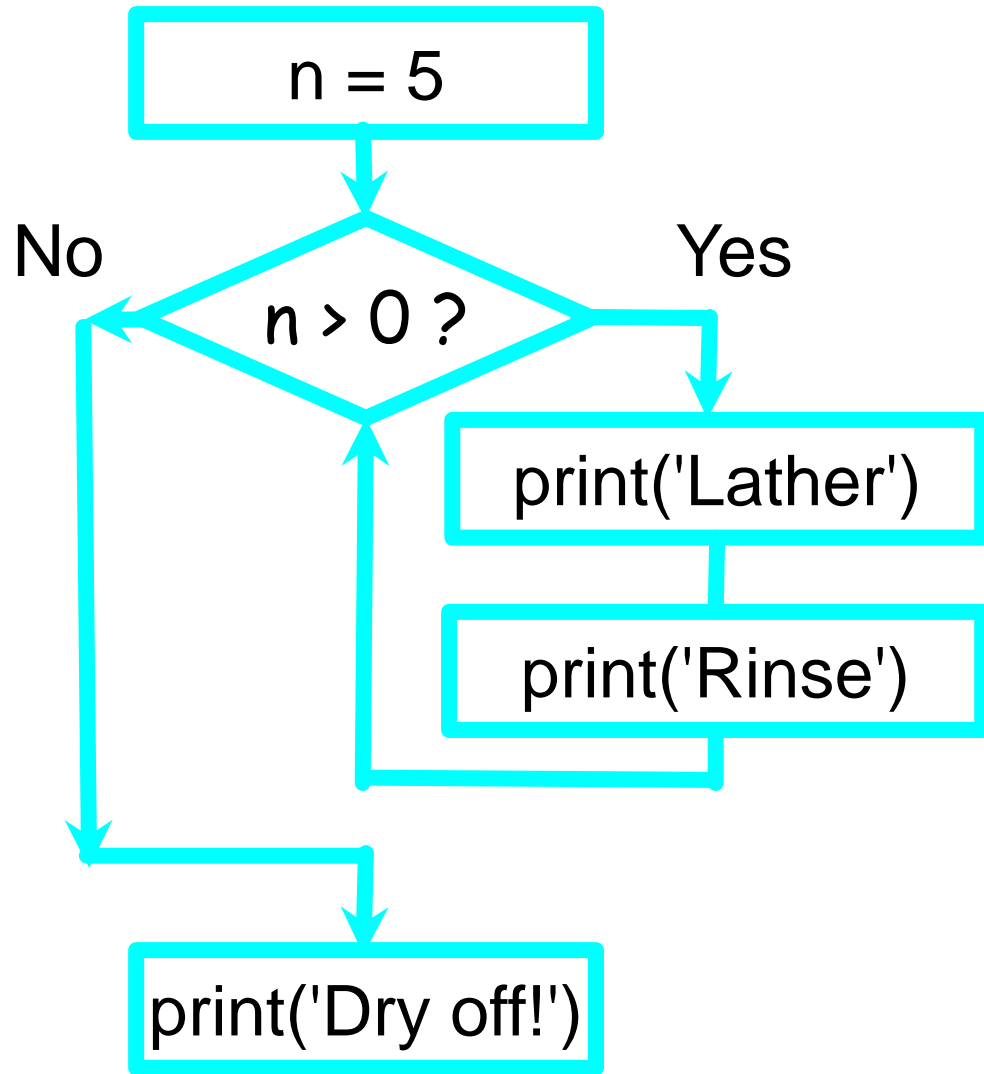 n = 5
No
Yes
n > 0 ?
print('Lather')
print('Rinse')
print('Dry off!')